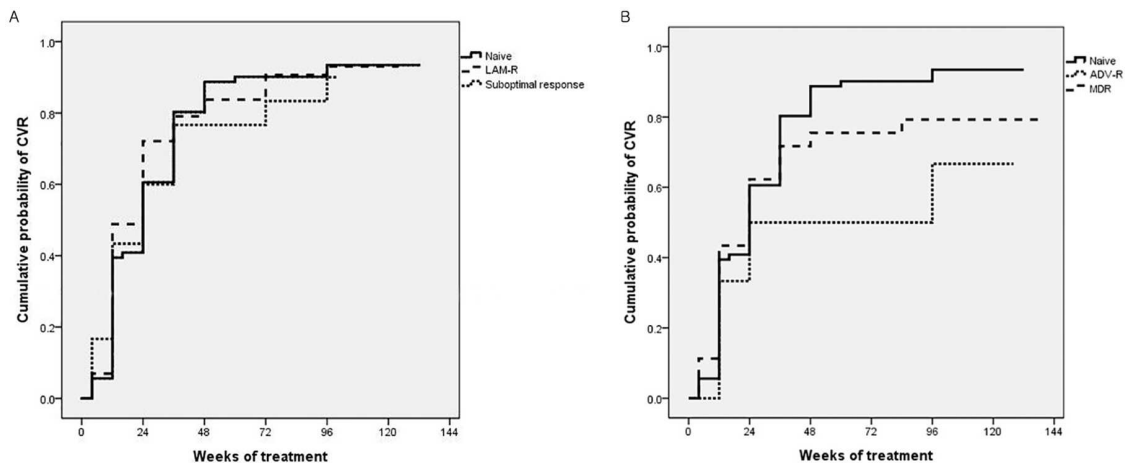 A
Cumulative probability of CVR
1.0
0.8
0.6
0.4
0.2
0.0
0 24 48 72 96 120 144
Weeks of treatment
Naive
LAM-R
Suboptimal response
B
Cumulative probability of CVR
1.0
0.8
0.6
0.4
0.2
0.0
0 24 48 72 96 120 144
Weeks of treatment
Naive
ADV-R
MDR